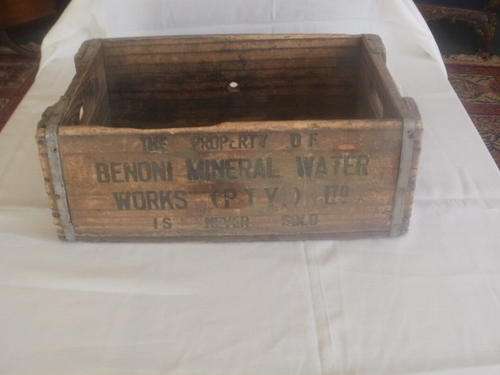 THE PROPERTY OF
BENONI MINERAL WATER
WORKS (PTY.) LTD
IS NEVER SOLD